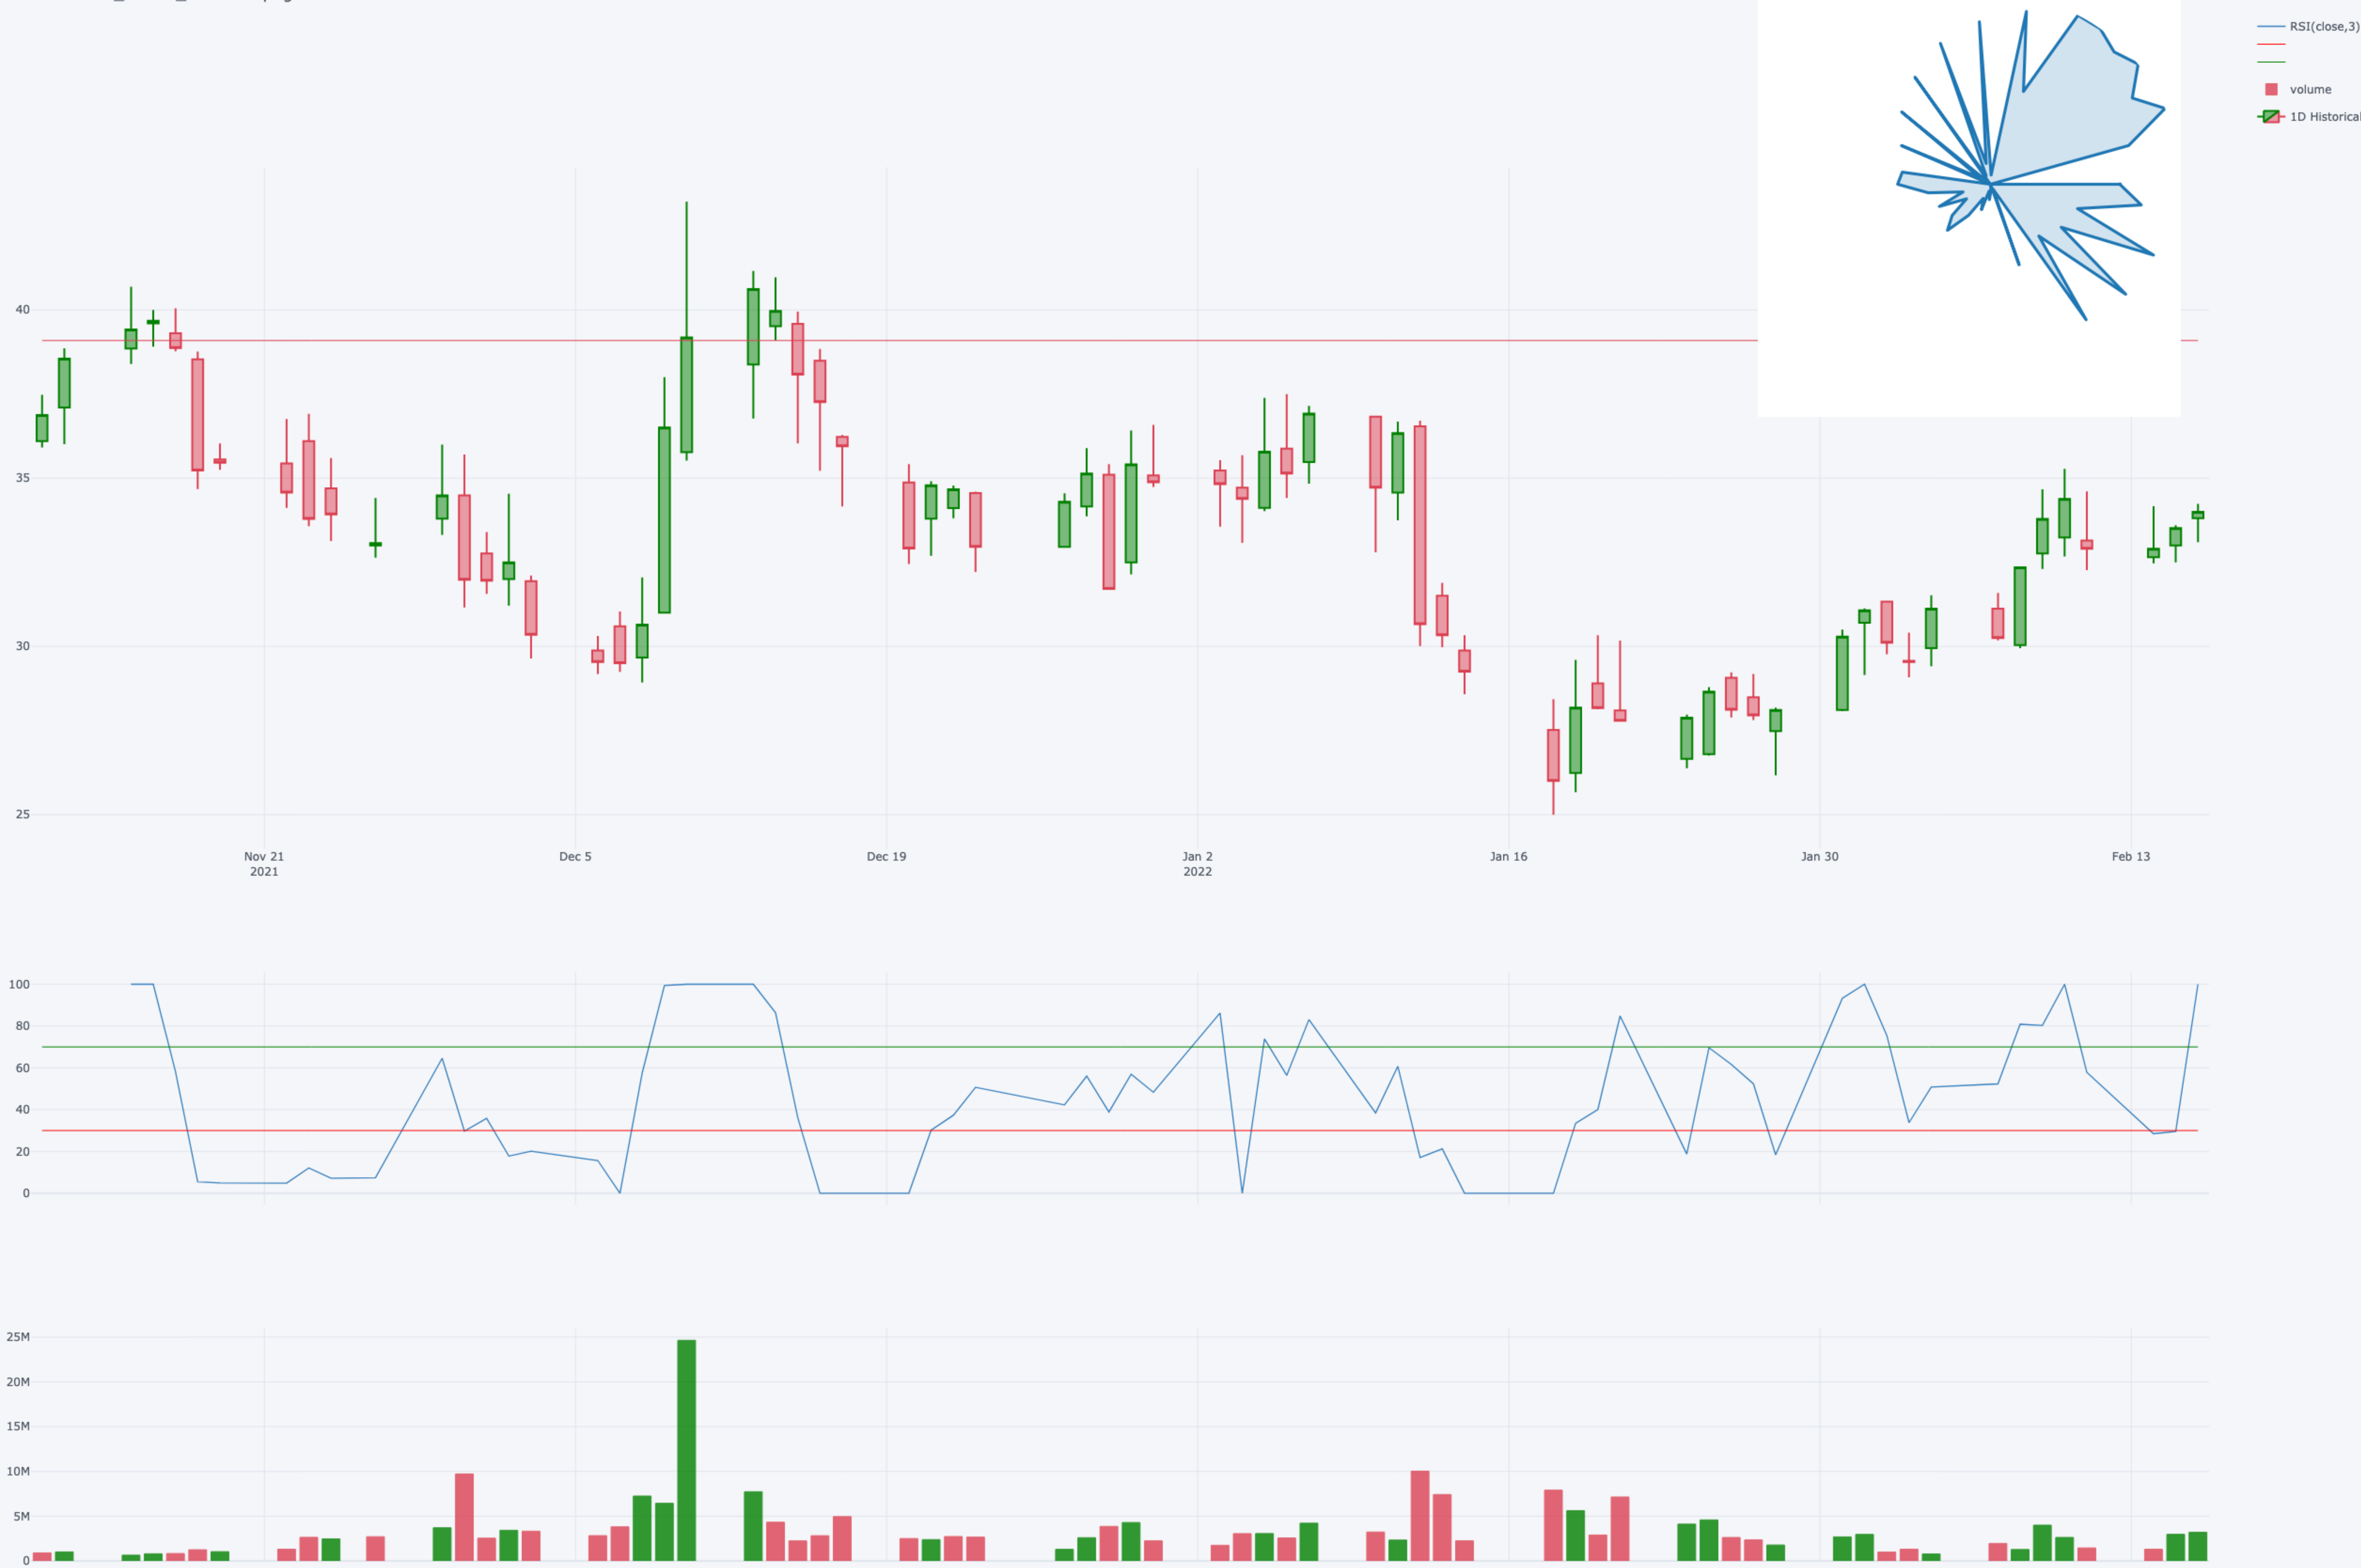 RSI(close,3)
volume
1D Historical
40
35
30
25
Nov 21
2021
Dec 5
Dec 19
Jan 2
2022
Jan 16
Jan 30
Feb 13
100
80
60
40
20
0
25M
20M
15M
10M
5M
0